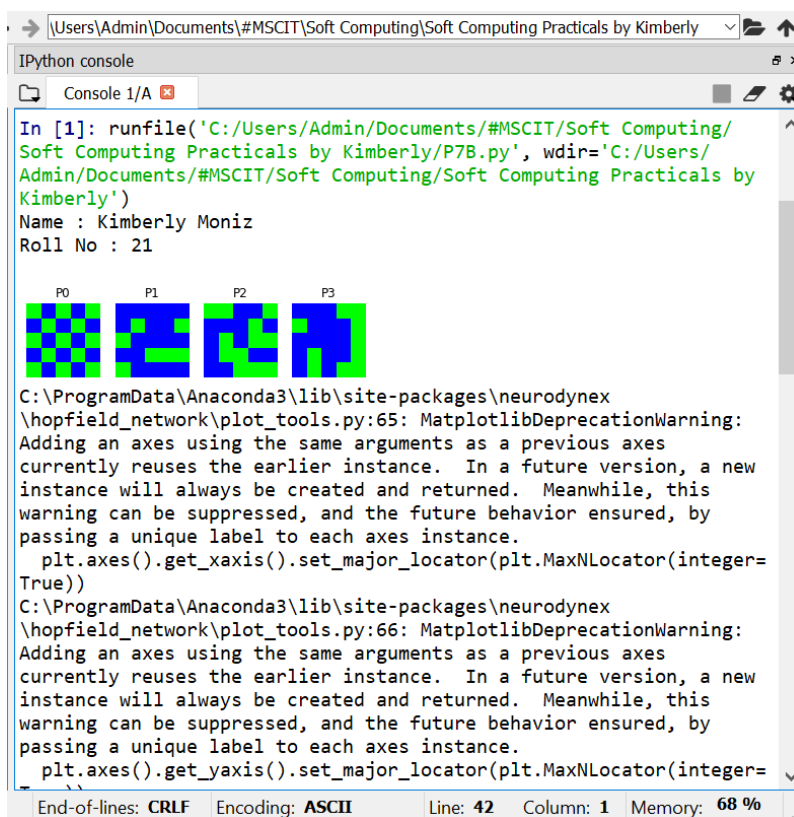 \Users\Admin\Documents\#MSCIT\Soft Computing\Soft Computing Practicals by Kimberly
IPython console
Console 1/A
In [1]: runfile('C:/Users/Admin/Documents/#MSCIT/Soft Computing/
Soft Computing Practicals by Kimberly/P7B.py', wdir='C:/Users/
Admin/Documents/#MSCIT/Soft Computing/Soft Computing Practicals by
Kimberly')
Name : Kimberly Moniz
Roll No : 21
P0 P1 P2 P3
C:\ProgramData\Anaconda3\lib\site-packages\neurodynex
\hopfield_network\plot_tools.py:65: MatplotlibDeprecationWarning:
Adding an axes using the same arguments as a previous axes
currently reuses the earlier instance.  In a future version, a new
instance will always be created and returned.  Meanwhile, this
warning can be suppressed, and the future behavior ensured, by
passing a unique label to each axes instance.
  plt.axes().get_xaxis().set_major_locator(plt.MaxNLocator(integer=
True))
C:\ProgramData\Anaconda3\lib\site-packages\neurodynex
\hopfield_network\plot_tools.py:66: MatplotlibDeprecationWarning:
Adding an axes using the same arguments as a previous axes
currently reuses the earlier instance.  In a future version, a new
instance will always be created and returned.  Meanwhile, this
warning can be suppressed, and the future behavior ensured, by
passing a unique label to each axes instance.
  plt.axes().get_yaxis().set_major_locator(plt.MaxNLocator(integer=
End-of-lines: CRLF Encoding: ASCII Line: 42 Column: 1 Memory: 68 %